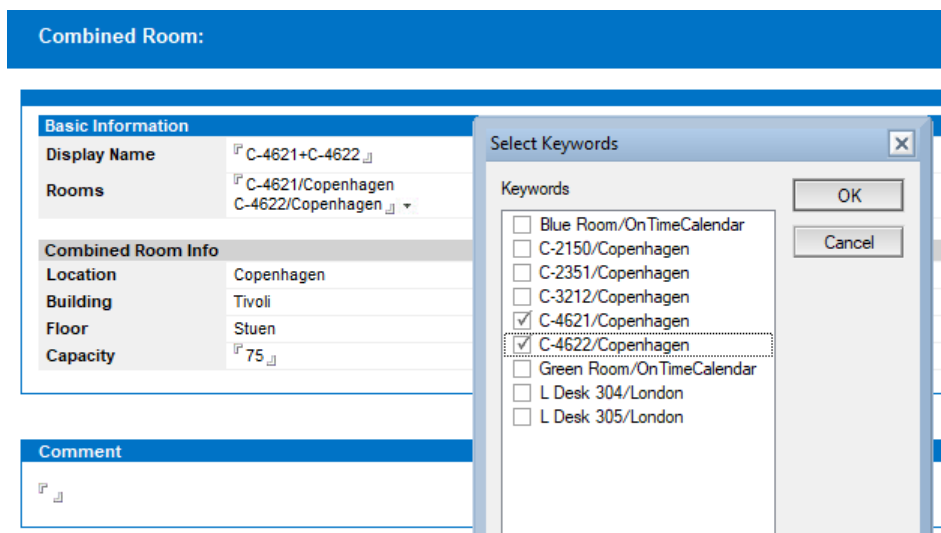 Combined Room:
Basic Information
Display Name C-4621+C-4622
Rooms C-4621/Copenhagen
C-4622/Copenhagen
Combined Room Info
Location Copenhagen
Building Tivoli
Floor Stuen
Capacity 75
Comment
Select Keywords
Keywords
Blue Room/OnTimeCalendar
C-2150/Copenhagen
C-2351/Copenhagen
C-3212/Copenhagen
C-4621/Copenhagen
C-4622/Copenhagen
Green Room/OnTimeCalendar
L Desk 304/London
L Desk 305/London
OK
Cancel